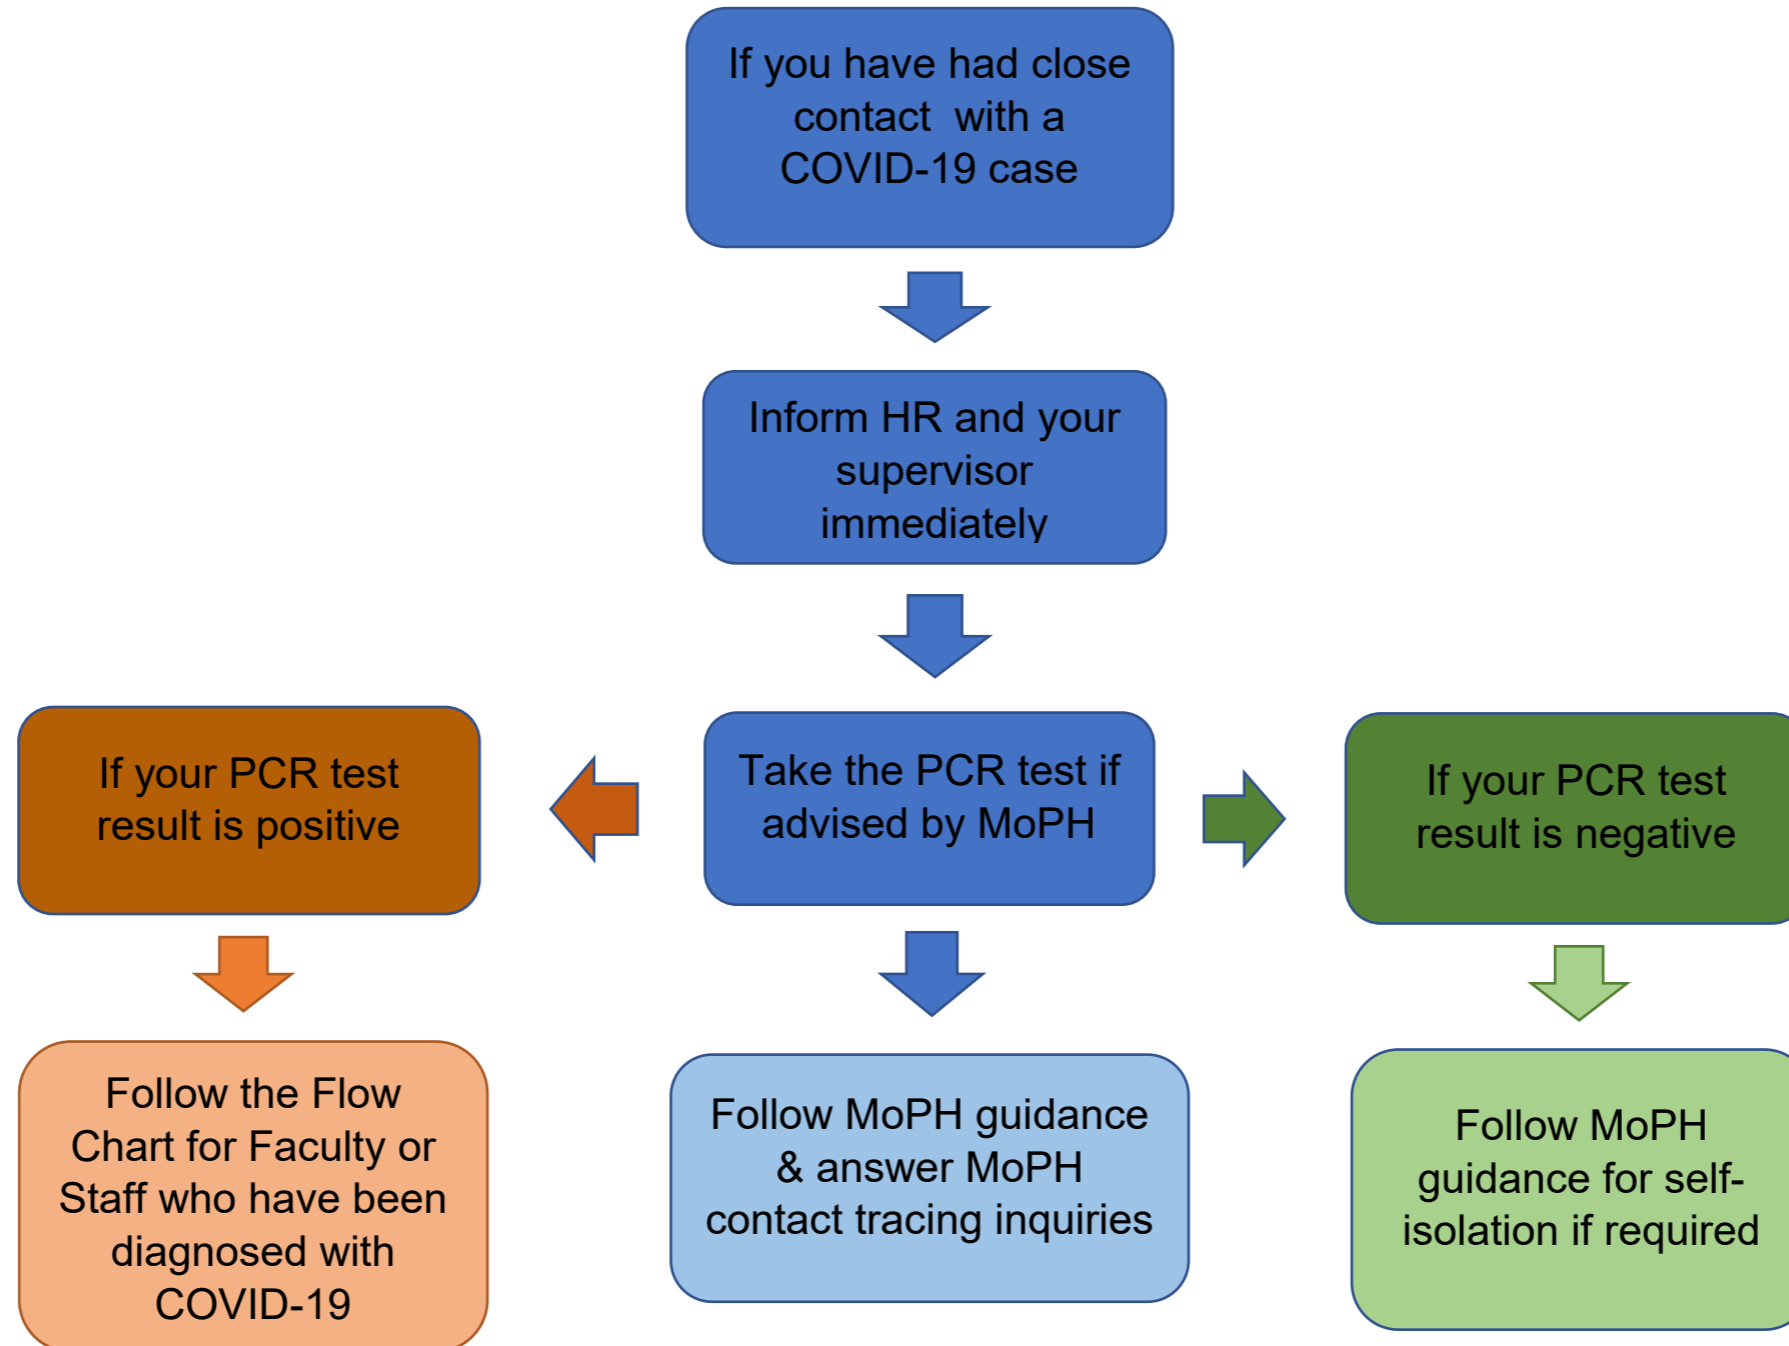 If you have had close
contact with a
COVID-19 case
Inform HR and your
supervisor
immediately
If your PCR test
result is positive
Take the PCR test if
advised by MoPH
If your PCR test
result is negative
Follow the Flow
Chart for Faculty or
Staff who have been
diagnosed with
COVID-19
Follow MoPH guidance
& answer MoPH
contact tracing inquiries
Follow MoPH
guidance for self-
isolation if required